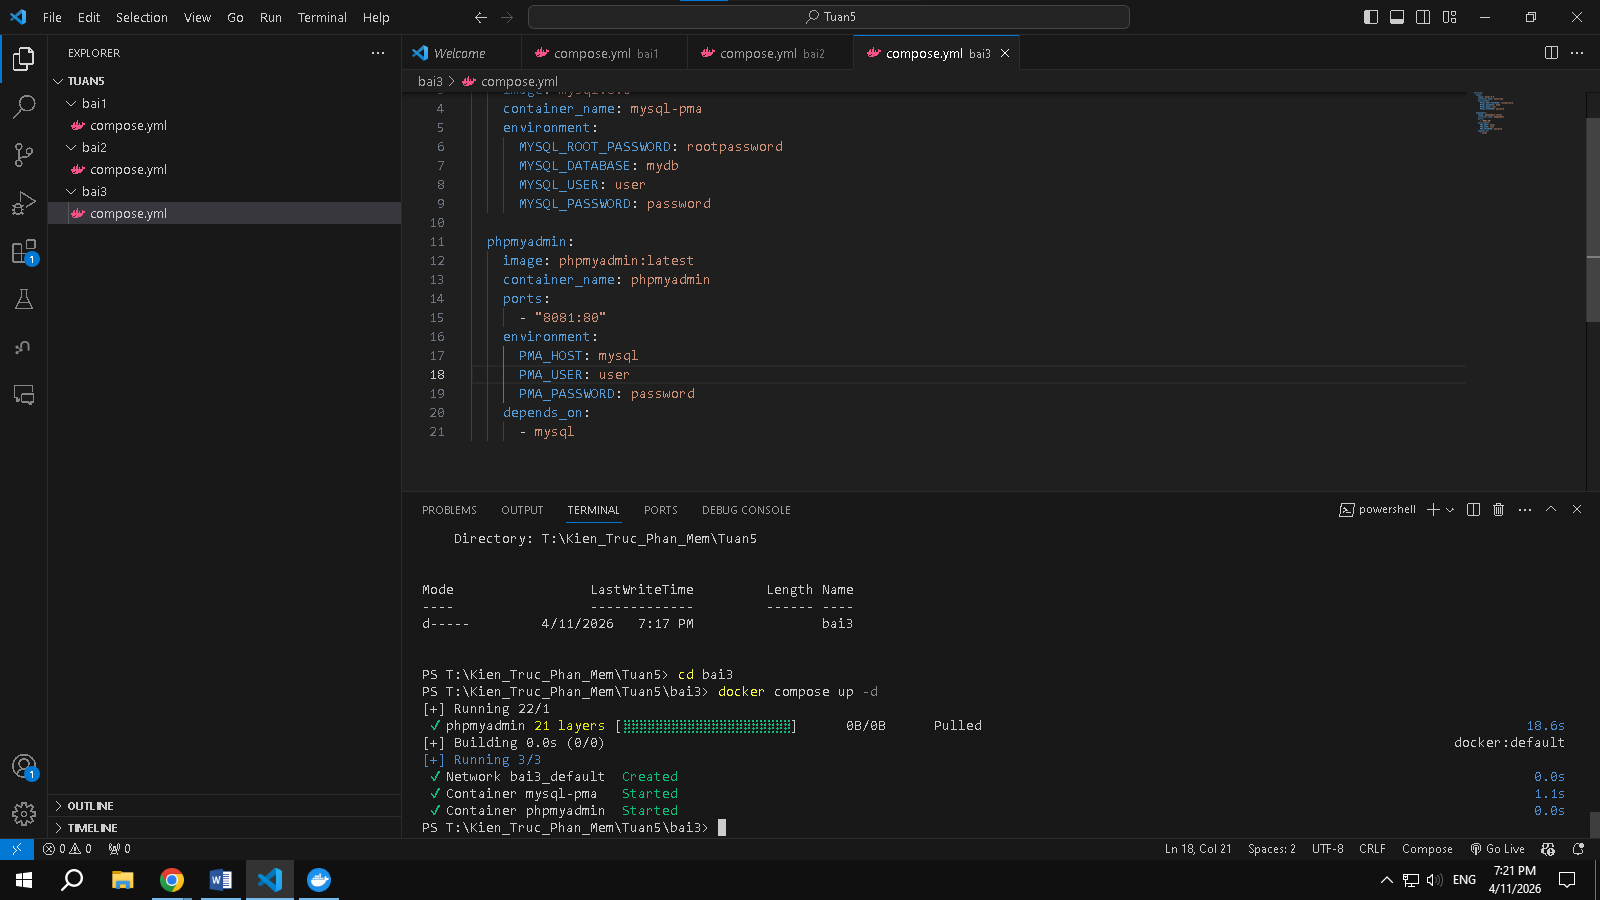 File Edit Selection View Go Run Terminal Help
Tuan5
EXPLORER
TUAN5
bai1
compose.yml
bai2
compose.yml
bai3
compose.yml
OUTLINE
TIMELINE
Welcome
compose.yml bai1
compose.yml bai2
compose.yml bai3
bai3 > compose.yml
4 container_name: mysql-pma
5 environment:
6 MYSQL_ROOT_PASSWORD: rootpassword
7 MYSQL_DATABASE: mydb
8 MYSQL_USER: user
9 MYSQL_PASSWORD: password
10
11 phpmyadmin:
12 image: phpmyadmin:latest
13 container_name: phpmyadmin
14 ports:
15 - "8081:80"
16 environment:
17 PMA_HOST: mysql
18 PMA_USER: user
19 PMA_PASSWORD: password
20 depends_on:
21 - mysql
PROBLEMS OUTPUT TERMINAL PORTS DEBUG CONSOLE
powershell
Directory: T:\Kien_Truc_Phan_Mem\Tuan5
Mode LastWriteTime Length Name
---- ------------- ------ ----
d----- 4/11/2026 7:17 PM bai3
PS T:\Kien_Truc_Phan_Mem\Tuan5> cd bai3
PS T:\Kien_Truc_Phan_Mem\Tuan5\bai3> docker compose up -d
[+] Running 22/1
✓ phpmyadmin 21 layers [⣿⣿⣿⣿⣿⣿⣿⣿⣿⣿⣿⣿⣿⣿⣿⣿⣿⣿⣿⣿⣿] 0B/0B Pulled 18.6s
[+] Building 0.0s (0/0) docker:default
[+] Running 3/3
✓ Network bai3_default Created 0.0s
✓ Container mysql-pma Started 1.1s
✓ Container phpmyadmin Started 0.0s
PS T:\Kien_Truc_Phan_Mem\Tuan5\bai3>
0 0 0 Ln 18, Col 21 Spaces: 2 UTF-8 CRLF Compose Go Live
1
1
ENG
7:21 PM
4/11/2026